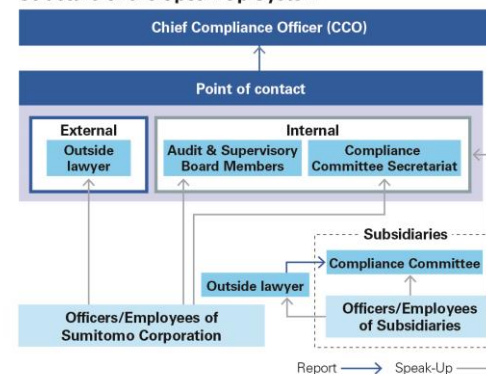 Chief Compliance Officer (CCO)
Point of contact
External
Outside
lawyer
Internal
Audit & Supervisory
Board Members
Compliance
Committee Secretariat
Subsidiaries
Compliance Committee
Outside lawyer
Officers/Employees
of Subsidiaries
Officers/Employees of
Sumitomo Corporation
Report
Speak-Up